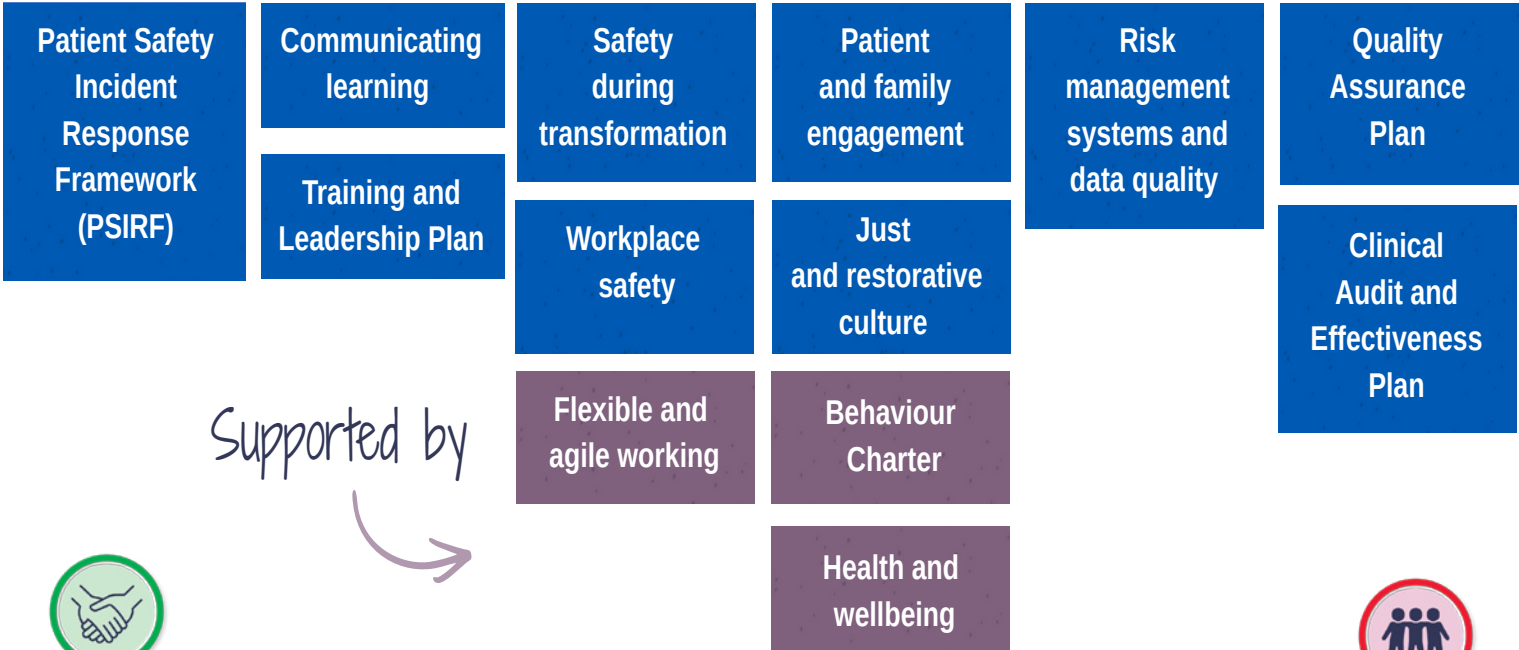 Patient Safety
Incident
Response
Framework
(PSIRF)
Communicating
learning
Training and
Leadership Plan
Safety
during
transformation
Workplace
safety
Flexible and
agile working
Patient
and family
engagement
Just
and restorative
culture
Behaviour
Charter
Health and
wellbeing
Risk
management
systems and
data quality
Quality
Assurance
Plan
Clinical
Audit and
Effectiveness
Plan
Supported by